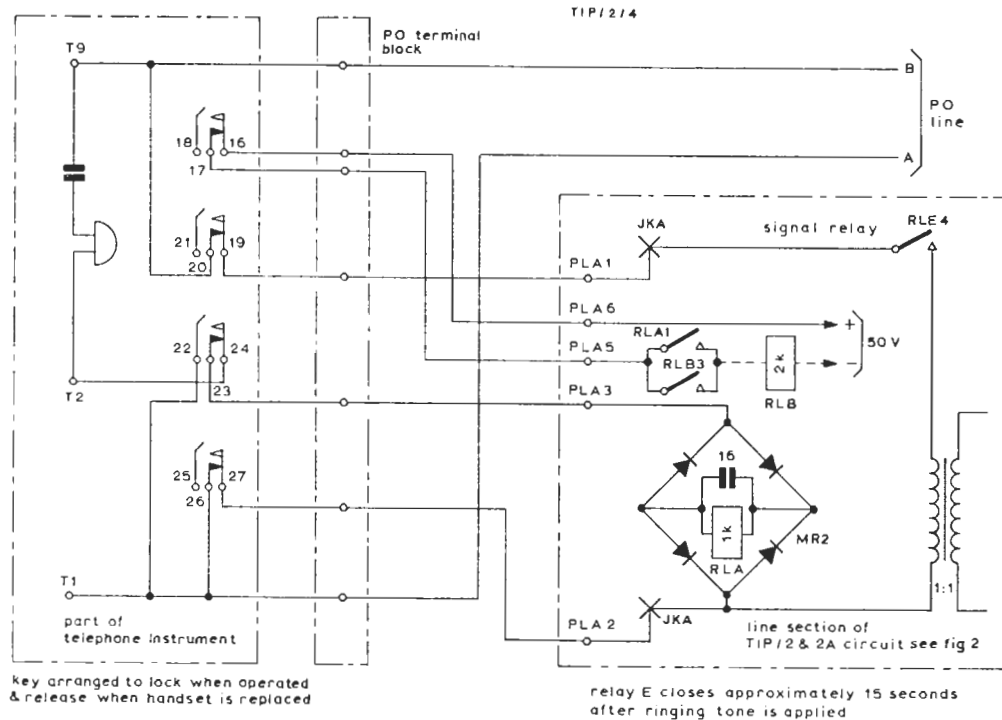 TIP/2/4
PO terminal
block
T9
B
PO
line
A
18
16
17
21
19
20
22
24
23
T2
25
27
26
T1
part of
telephone instrument
JKA
signal relay
RLE4
PLA1
PLA6
+
50V
-
PLA5
RLA1
RLB3
2k
RLB
PLA3
16
1k
RLA
MR2
1:1
PLA 2
JKA
line section of
TIP/2 & 2A circuit see fig 2
key arranged to lock when operated
& release when handset is replaced
relay E closes approximately 15 seconds
after ringing tone is applied